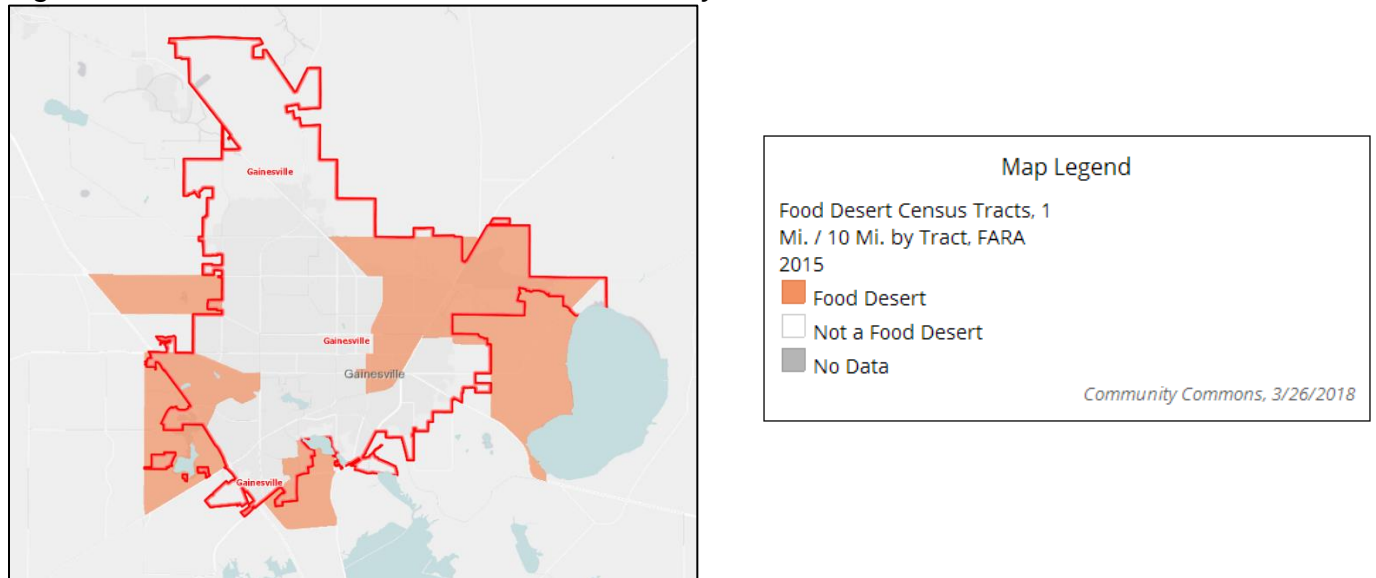 Gainesville
Gainesville
Gainesville
Gainesville
Map Legend
Food Desert Census Tracts, 1
Mi. / 10 Mi. by Tract, FARA
2015
Food Desert
Not a Food Desert
No Data
Community Commons, 3/26/2018